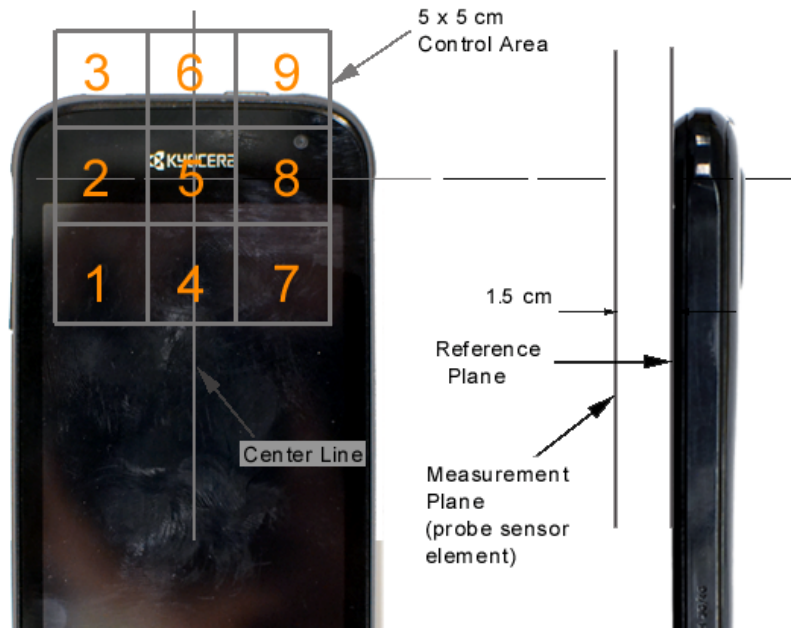 5 x 5 cm
Control Area
3 6 9
KYOCERA
2 5 8
1 4 7
1.5 cm
Reference
Plane
Center Line
Measurement
Plane
(probe sensor
element)